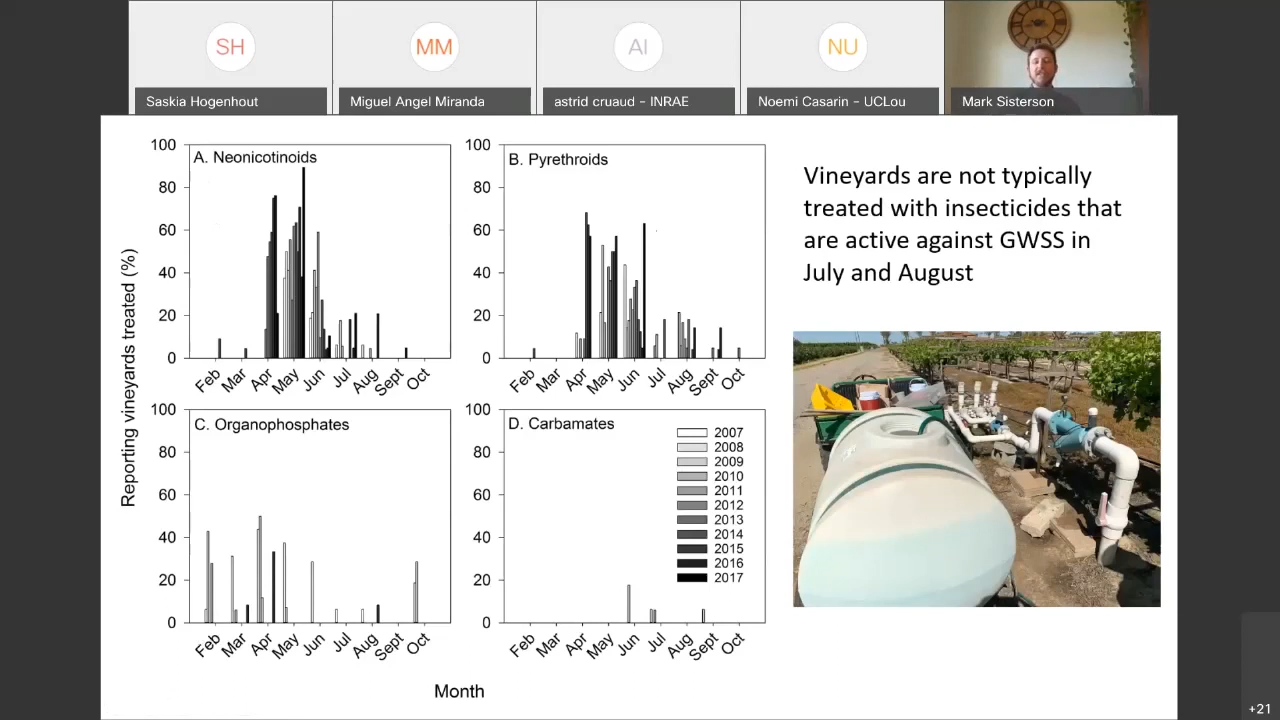 SH
MM
AI
NU
Saskia Hogenhout
Miguel Angel Miranda
astrid cruaud - INRAE
Noemi Casarin - UCLou
Mark Sisterson
Reporting vineyards treated (%)
A. Neonicotinoids
100
80
60
40
20
0
Feb
Mar
Apr
May
Jun
Jul
Aug
Sept
Oct
B. Pyrethroids
100
80
60
40
20
0
Feb
Mar
Apr
May
Jun
Jul
Aug
Sept
Oct
C. Organophosphates
100
80
60
40
20
0
Feb
Mar
Apr
May
Jun
Jul
Aug
Sept
Oct
D. Carbamates
100
80
60
40
20
0
Feb
Mar
Apr
May
Jun
Jul
Aug
Sept
Oct
2007
2008
2009
2010
2011
2012
2013
2014
2015
2016
2017
Month
Vineyards are not typically
treated with insecticides that
are active against GWSS in
July and August
+21